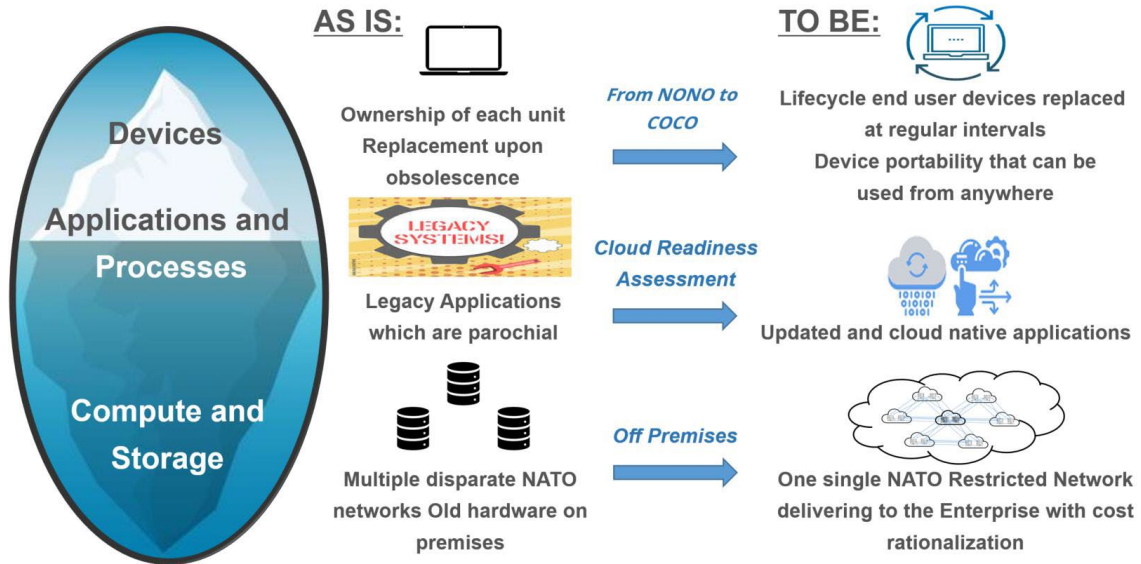 AS IS:
TO BE:
Devices
Applications and
Processes
Compute and
Storage
Ownership of each unit
Replacement upon
obsolescence
From NONO to
COCO
Lifecycle end user devices replaced
at regular intervals
Device portability that can be
used from anywhere
LEGACY
SYSTEMS!
Legacy Applications
which are parochial
Cloud Readiness
Assessment
101010
010101
Updated and cloud native applications
Multiple disparate NATO
networks Old hardware on
premises
Off Premises
One single NATO Restricted Network
delivering to the Enterprise with cost
rationalization